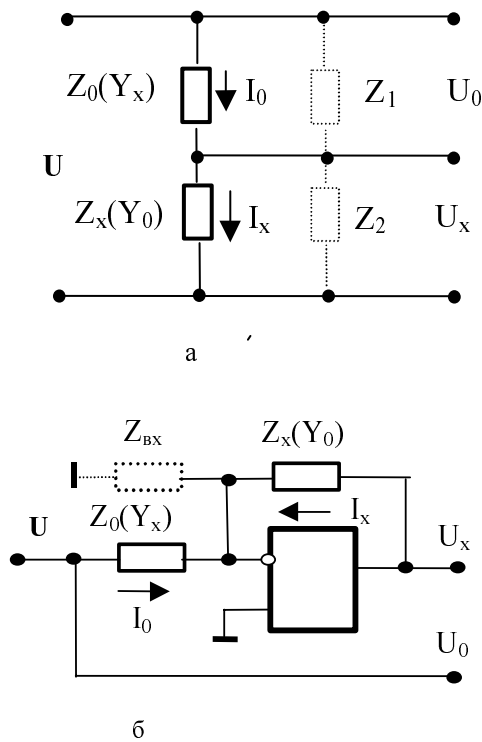 Z₀(Yₓ) I₀ Z₁ U₀
U
Zₓ(Y₀) Iₓ Z₂ Uₓ
а
Zвх Zₓ(Y₀)
Iₓ
U Z₀(Yₓ) Uₓ
I₀ U₀
б